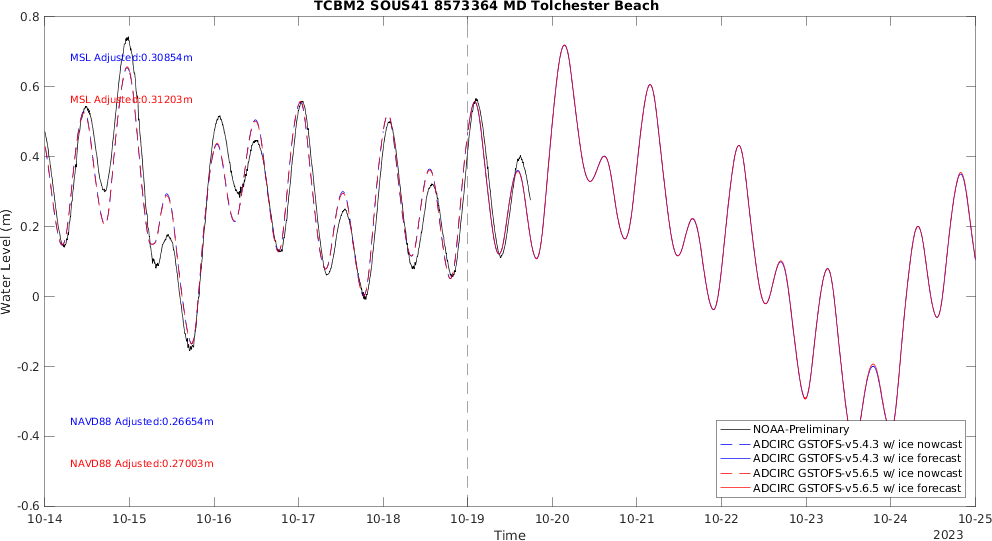 TCBM2 SOUS41 8573364 MD Tolchester Beach
Water Level (m)
0.8
0.6
0.4
0.2
0
-0.2
-0.4
-0.6
MSL Adjusted:0.30854m
MSL Adjusted:0.31203m
NAVD88 Adjusted:0.26654m
NAVD88 Adjusted:0.27003m
NOAA-Preliminary
ADCIRC GSTOFS-v5.4.3 w/ ice nowcast
ADCIRC GSTOFS-v5.4.3 w/ ice forecast
ADCIRC GSTOFS-v5.6.5 w/ ice nowcast
ADCIRC GSTOFS-v5.6.5 w/ ice forecast
10-14 10-15 10-16 10-17 10-18 10-19 10-20 10-21 10-22 10-23 10-24 10-25
Time
2023